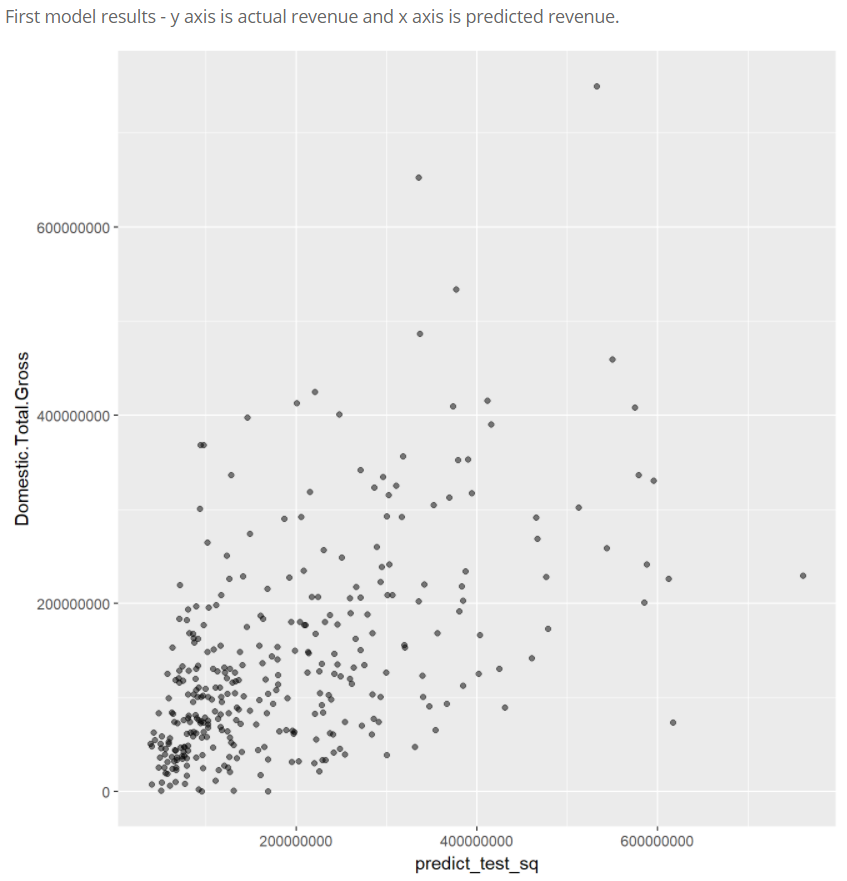 First model results - y axis is actual revenue and x axis is predicted revenue.
600000000
400000000
200000000
0
Domestic.Total.Gross
200000000 400000000 600000000
predict_test_sq